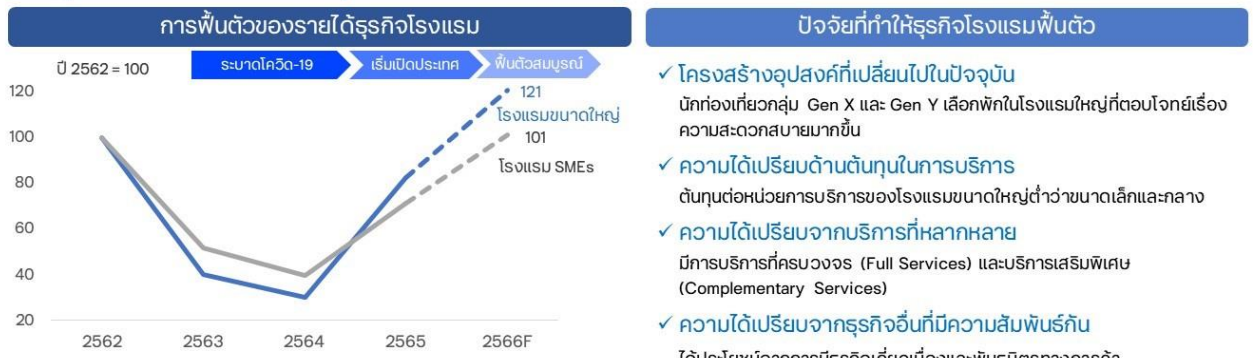 การฟื้นตัวของรายได้ธุรกิจโรงแรม
ปี 2562 = 100
ระบาดโควิด-19
เริ่มเปิดประเทศ
ฟื้นตัวสมบูรณ์
120
100
80
60
40
20
121
โรงแรมขนาดใหญ่
101
โรงแรม SMEs
2562
2563
2564
2565
2566F
ปัจจัยที่ทำให้ธุรกิจโรงแรมฟื้นตัว
✓ โครงสร้างอุปสงค์ที่เปลี่ยนไปในปัจจุบัน
นักท่องเที่ยวกลุ่ม Gen X และ Gen Y เลือกพักในโรงแรมใหญ่ที่ตอบโจทย์เรื่อง
ความสะดวกสบายมากขึ้น
✓ ความได้เปรียบด้านต้นทุนในการบริการ
ต้นทุนต่อหน่วยการบริการของโรงแรมขนาดใหญ่ต่ำว่าขนาดเล็กและกลาง
✓ ความได้เปรียบจากบริการที่หลากหลาย
มีการบริการที่ครบวงจร (Full Services) และบริการเสริมพิเศษ
(Complementary Services)
✓ ความได้เปรียบจากธุรกิจอื่นที่มีความสัมพันธ์กัน